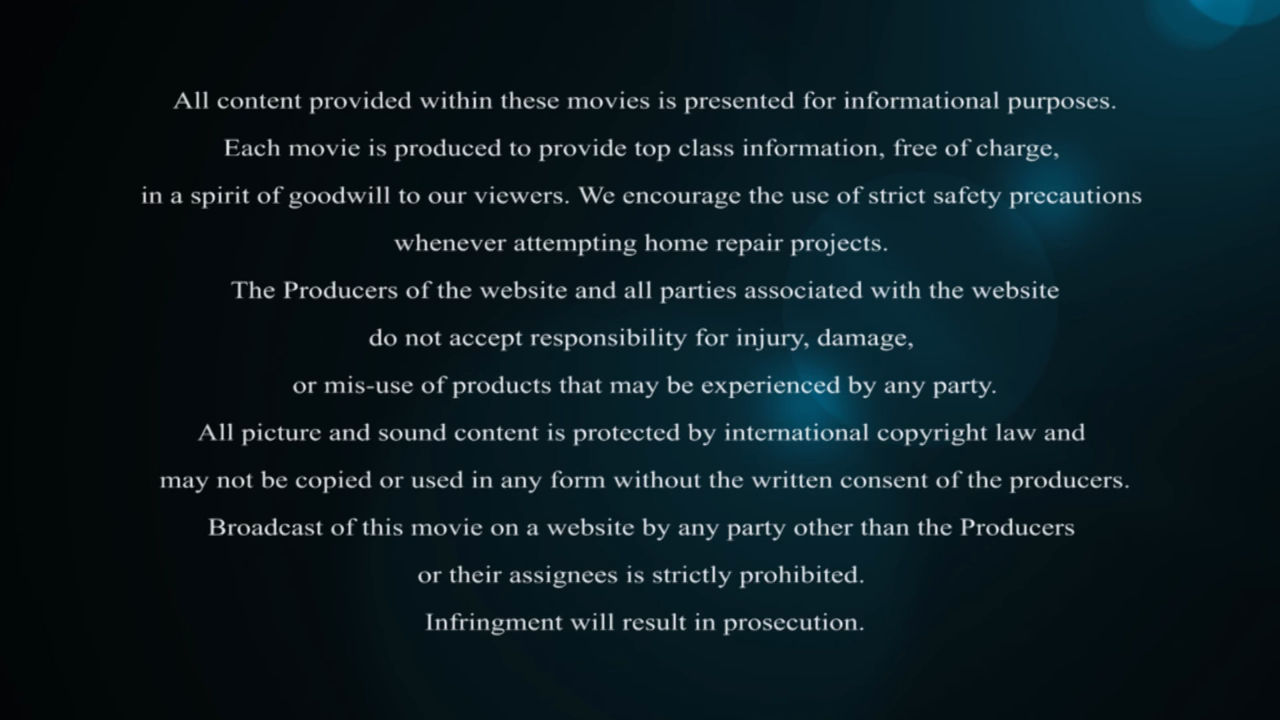 All content provided within these movies is presented for informational purposes.
Each movie is produced to provide top class information, free of charge,
in a spirit of goodwill to our viewers. We encourage the use of strict safety precautions
whenever attempting home repair projects.
The Producers of the website and all parties associated with the website
do not accept responsibility for injury, damage,
or mis-use of products that may be experienced by any party.
All picture and sound content is protected by international copyright law and
may not be copied or used in any form without the written consent of the producers.
Broadcast of this movie on a website by any party other than the Producers
or their assignees is strictly prohibited.
Infringment will result in prosecution.